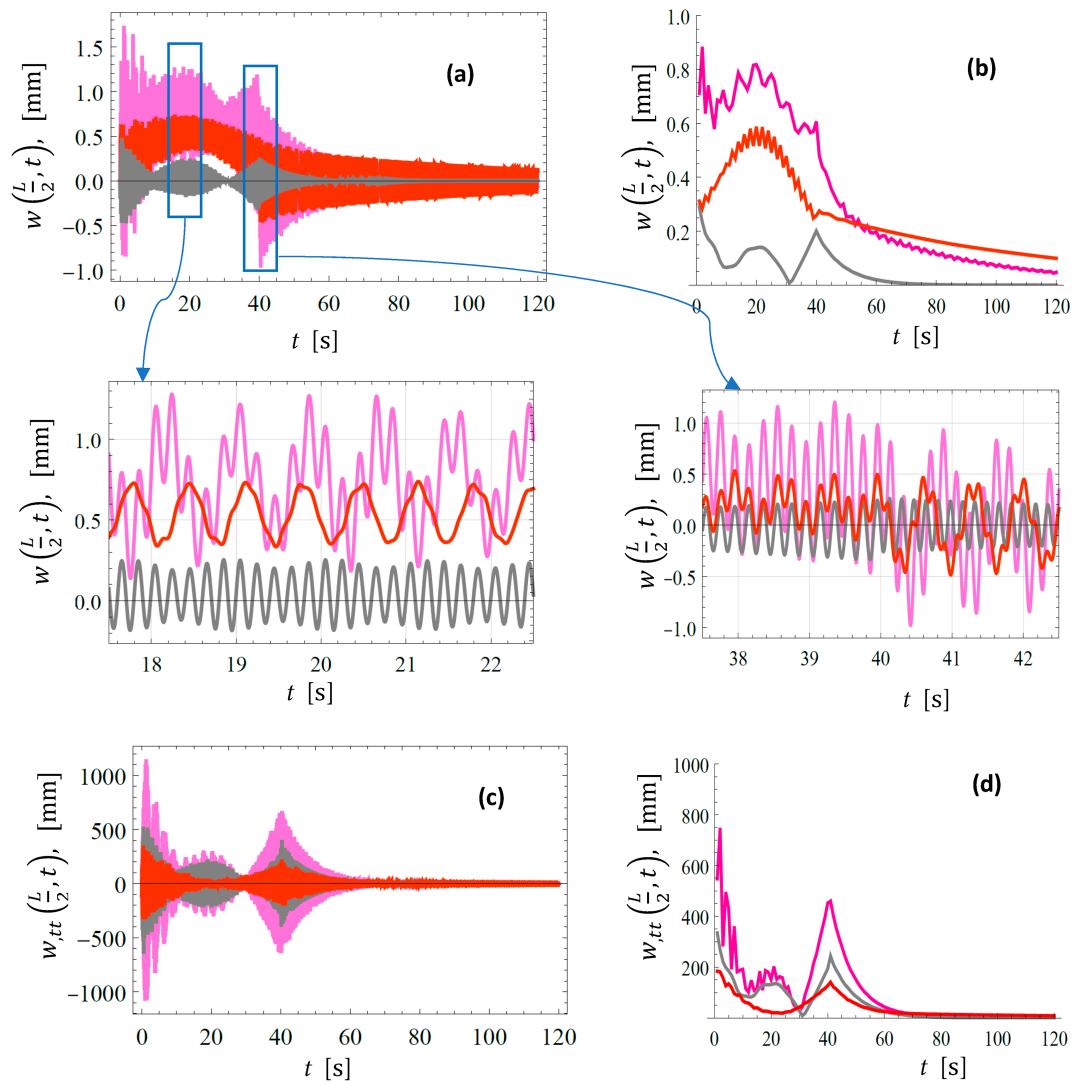 (a)
w(L/2, t), [mm]
1.5
1.0
0.5
0.0
−0.5
−1.0
0 20 40 60 80 100 120
t [s]
(b)
w(L/2, t), [mm]
1.0
0.8
0.6
0.4
0.2
0 20 40 60 80 100 120
t [s]
w(L/2, t), [mm]
1.0
0.5
0.0
18 19 20 21 22
t [s]
w(L/2, t), [mm]
1.0
0.5
0.0
−0.5
−1.0
38 39 40 41 42
t [s]
(c)
w,tt(L/2, t), [mm]
1000
500
0
−500
−1000
0 20 40 60 80 100 120
t [s]
(d)
w,tt(L/2, t), [mm]
1000
800
600
400
200
0 20 40 60 80 100 120
t [s]